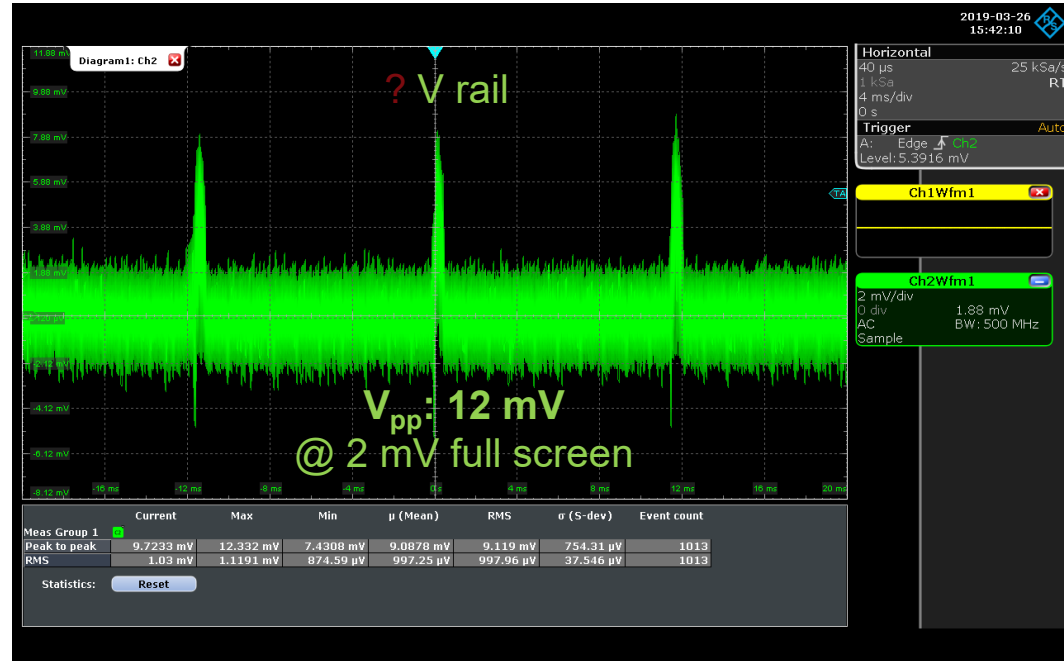 2019-03-26
15:42:10
Diagram1: Ch2
11.88 mV
9.88 mV
7.88 mV
5.88 mV
3.88 mV
1.88 mV
-2.12 mV
-4.12 mV
-6.12 mV
-8.12 mV
? V rail
TA
Vpp: 12 mV
@ 2 mV full screen
-16 ms -12 ms -8 ms -4 ms 0 s 4 ms 8 ms 12 ms 16 ms 20 ms
Horizontal
40 µs 25 kSa/s
1 kSa RT
4 ms/div
0 s
Trigger Auto
A: Edge Ch2
Level: 5.3916 mV
Ch1Wfm1
Ch2Wfm1
2 mV/div
0 div 1.88 mV
AC BW: 500 MHz
Sample
Current Max Min µ (Mean) RMS σ (S-dev) Event count
Meas Group 1
Peak to peak 9.7233 mV 12.332 mV 7.4308 mV 9.0878 mV 9.119 mV 754.31 µV 1013
RMS 1.03 mV 1.1191 mV 874.59 µV 997.25 µV 997.96 µV 37.546 µV 1013
Statistics: Reset